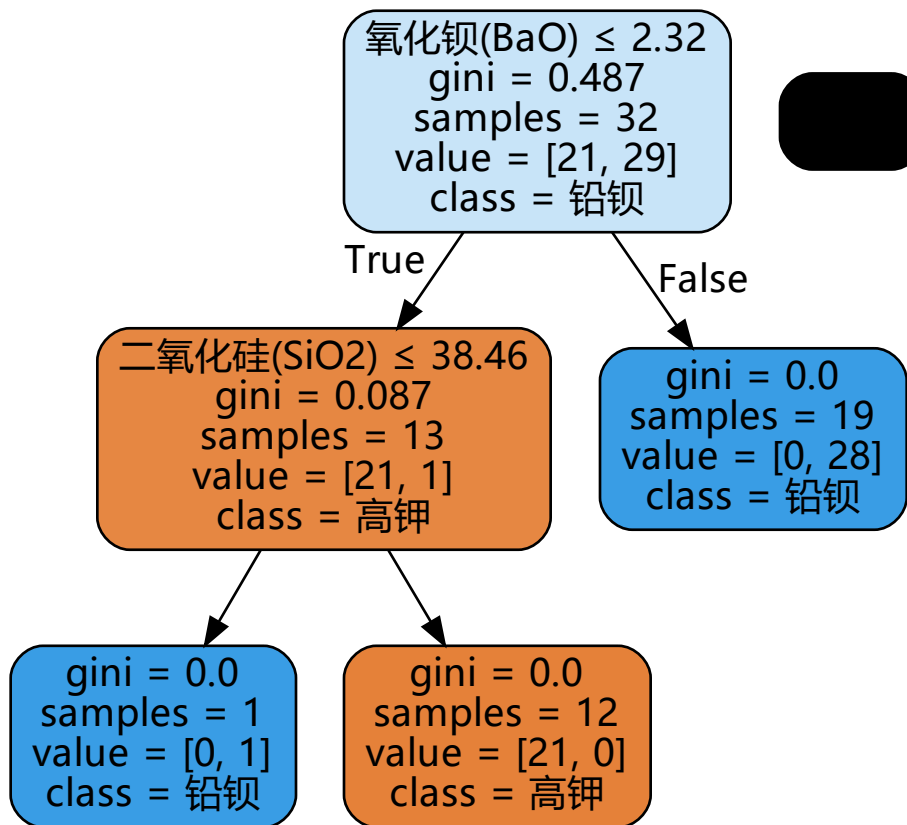 氧化钡(BaO) ≤ 2.32
gini = 0.487
samples = 32
value = [21, 29]
class = 铅钡
True
False
二氧化硅(SiO2) ≤ 38.46
gini = 0.087
samples = 13
value = [21, 1]
class = 高钾
gini = 0.0
samples = 19
value = [0, 28]
class = 铅钡
gini = 0.0
samples = 1
value = [0, 1]
class = 铅钡
gini = 0.0
samples = 12
value = [21, 0]
class = 高钾